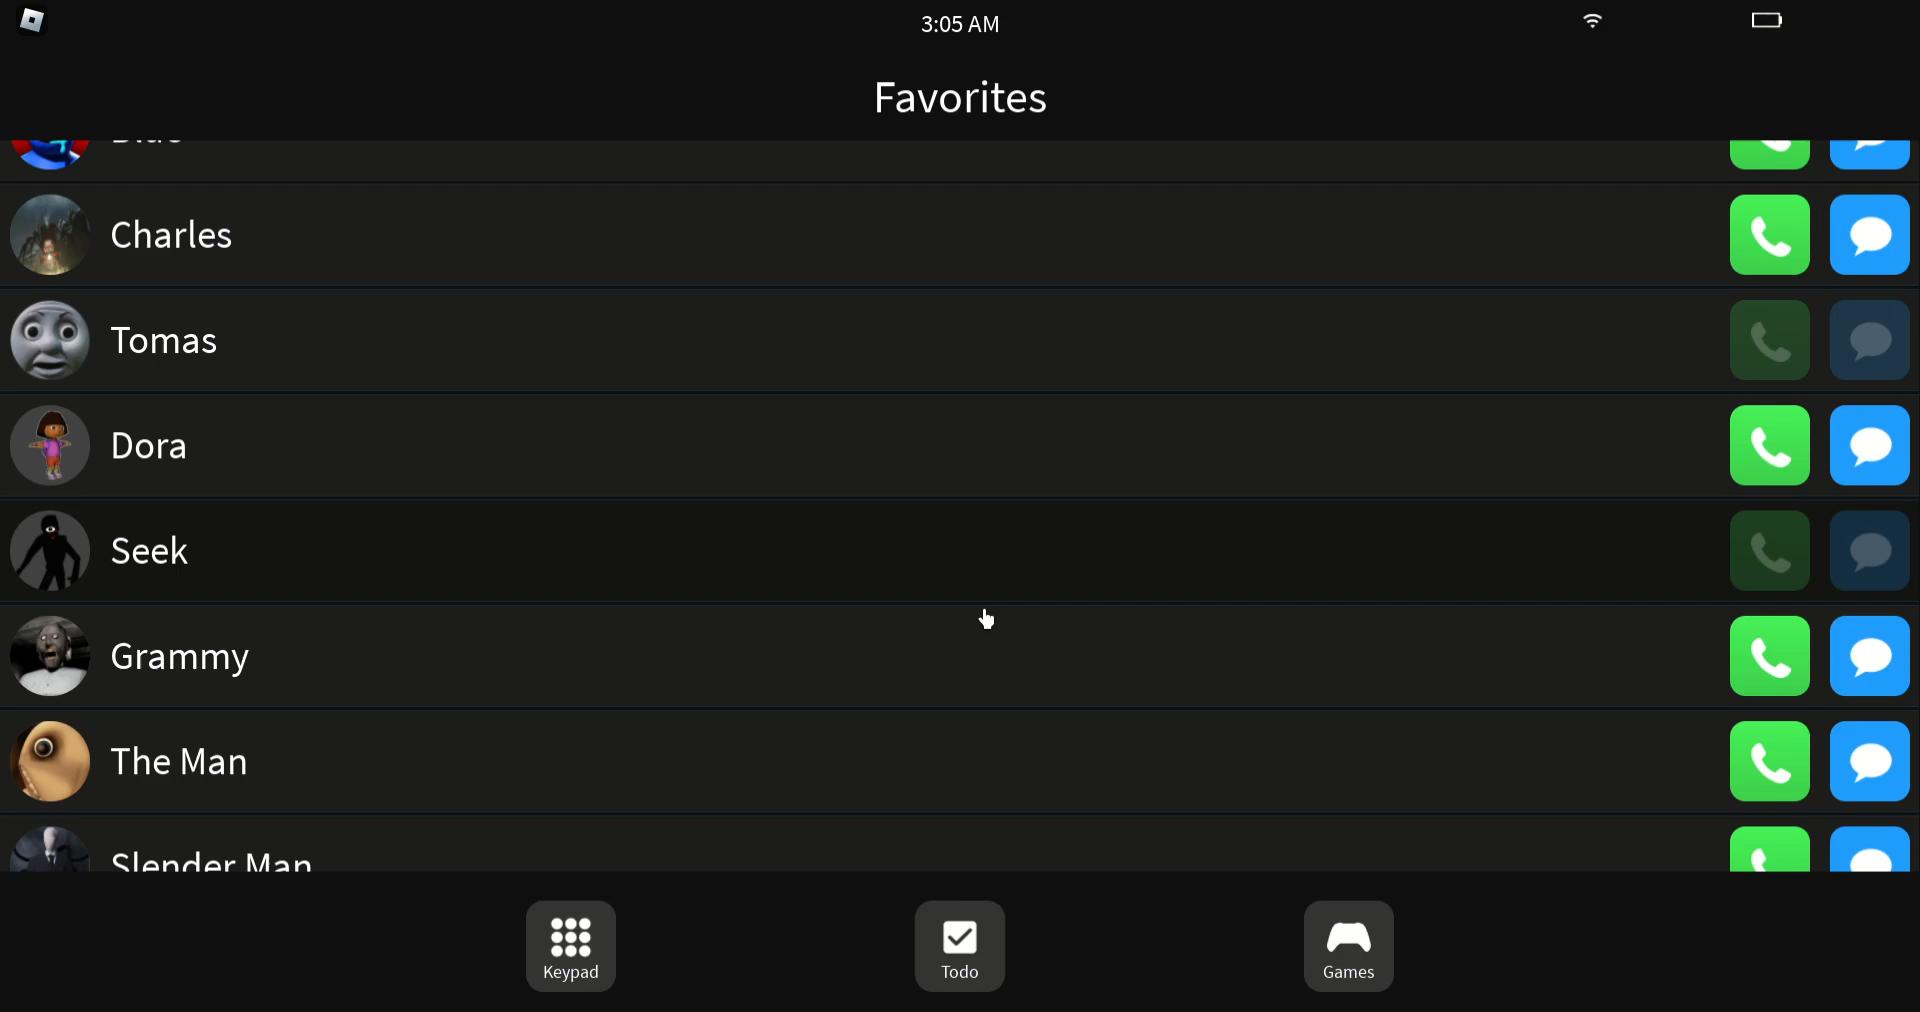 3:05 AM
Favorites
Charles
Tomas
Dora
Seek
Grammy
The Man
Slender Man
Keypad
Todo
Games